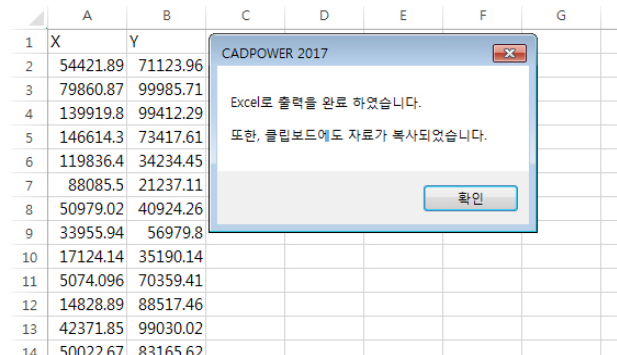 A B C D E F G
1 X Y
CADPOWER 2017
2 54421.89 71123.96
3 79860.87 99985.71
Excel로 출력을 완료 하였습니다.
4 139919.8 99412.29
5 146614.3 73417.61
또한, 클립보드에도 자료가 복사되었습니다.
6 119836.4 34234.45
7 88085.5 21237.11
8 50979.02 40924.26
확인
9 33955.94 56979.8
10 17124.14 35190.14
11 5074.096 70359.41
12 14828.89 88517.46
13 42371.85 99030.02
14 50022.67 83165.62